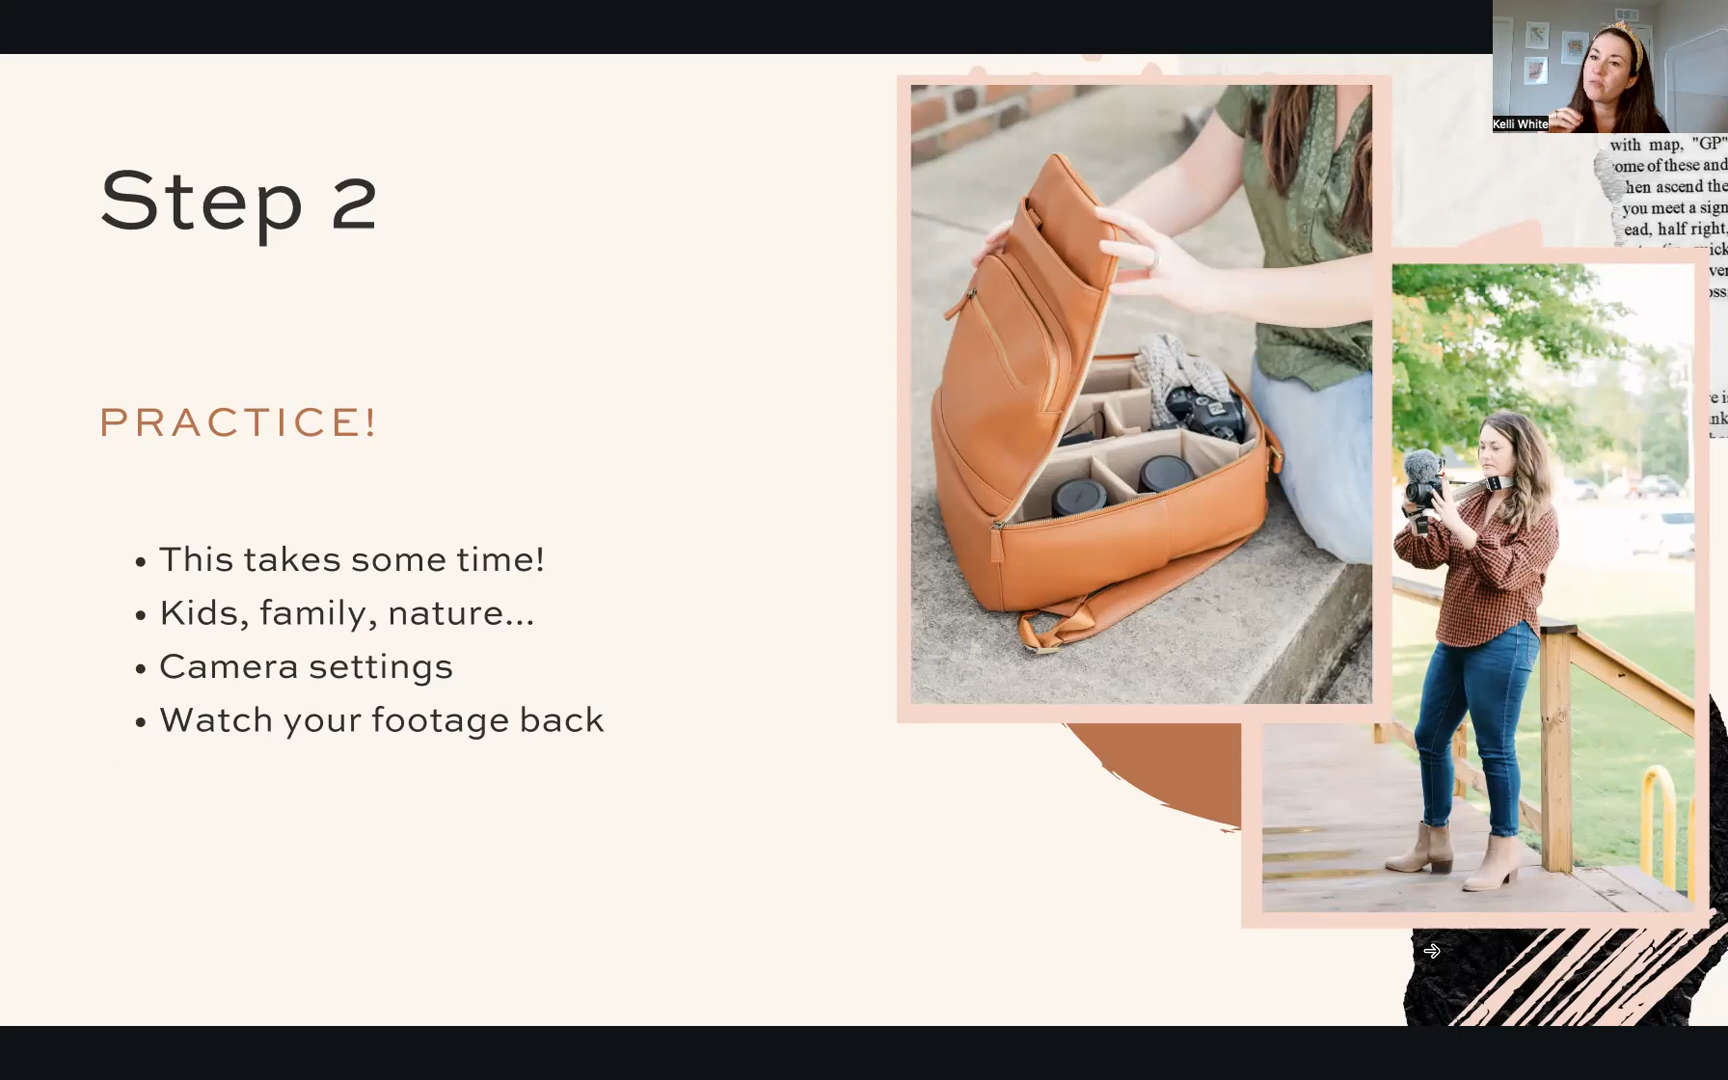 Step 2
PRACTICE!
• This takes some time!
• Kids, family, nature...
• Camera settings
• Watch your footage back
Kelli White
with map, "GP"
ome of these and
hen ascend the
you meet a sign
ead, half right,